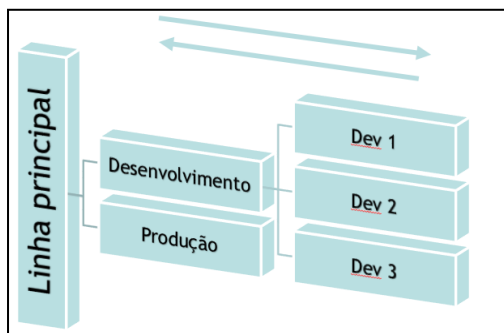 Linha principal
Desenvolvimento
Produção
Dev 1
Dev 2
Dev 3